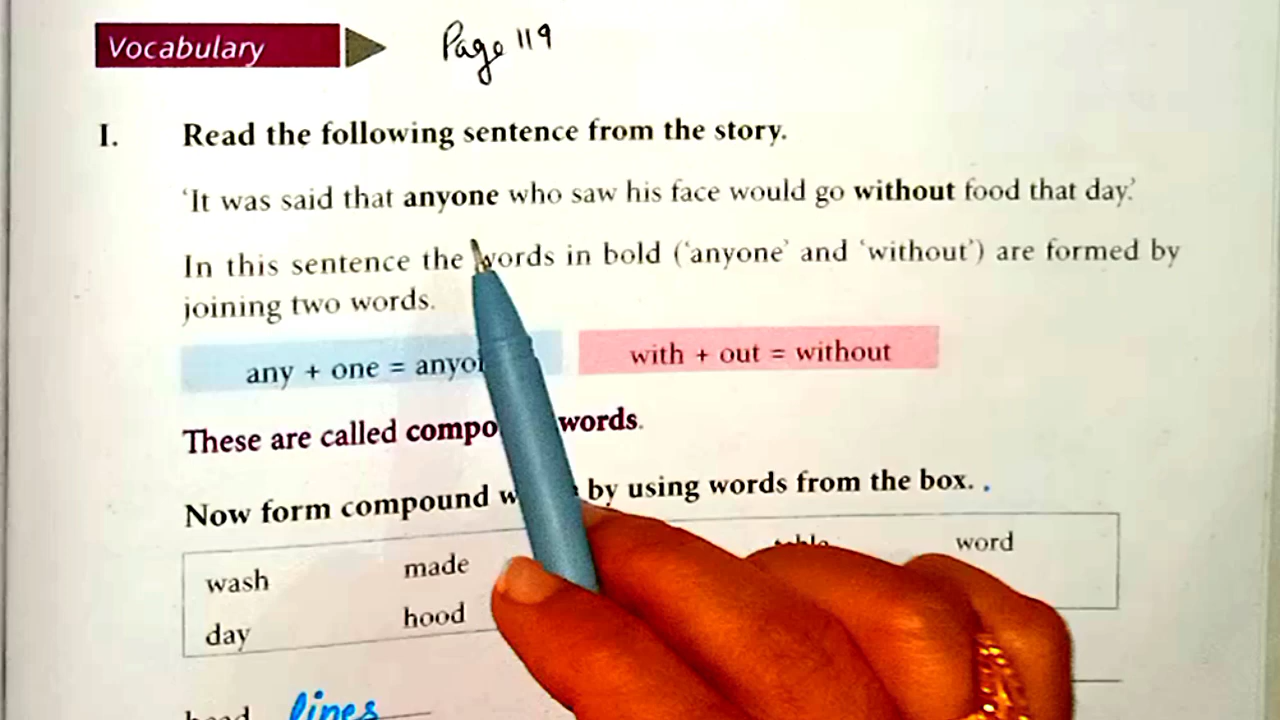 Vocabulary
Page 119
I. Read the following sentence from the story.
‘It was said that anyone who saw his face would go without food that day.’
In this sentence the words in bold (‘anyone’ and ‘without’) are formed by
joining two words.
any + one =
with + out = without
These are called words.
Now form compound by using words from the box.
wash made word
day hood
lines